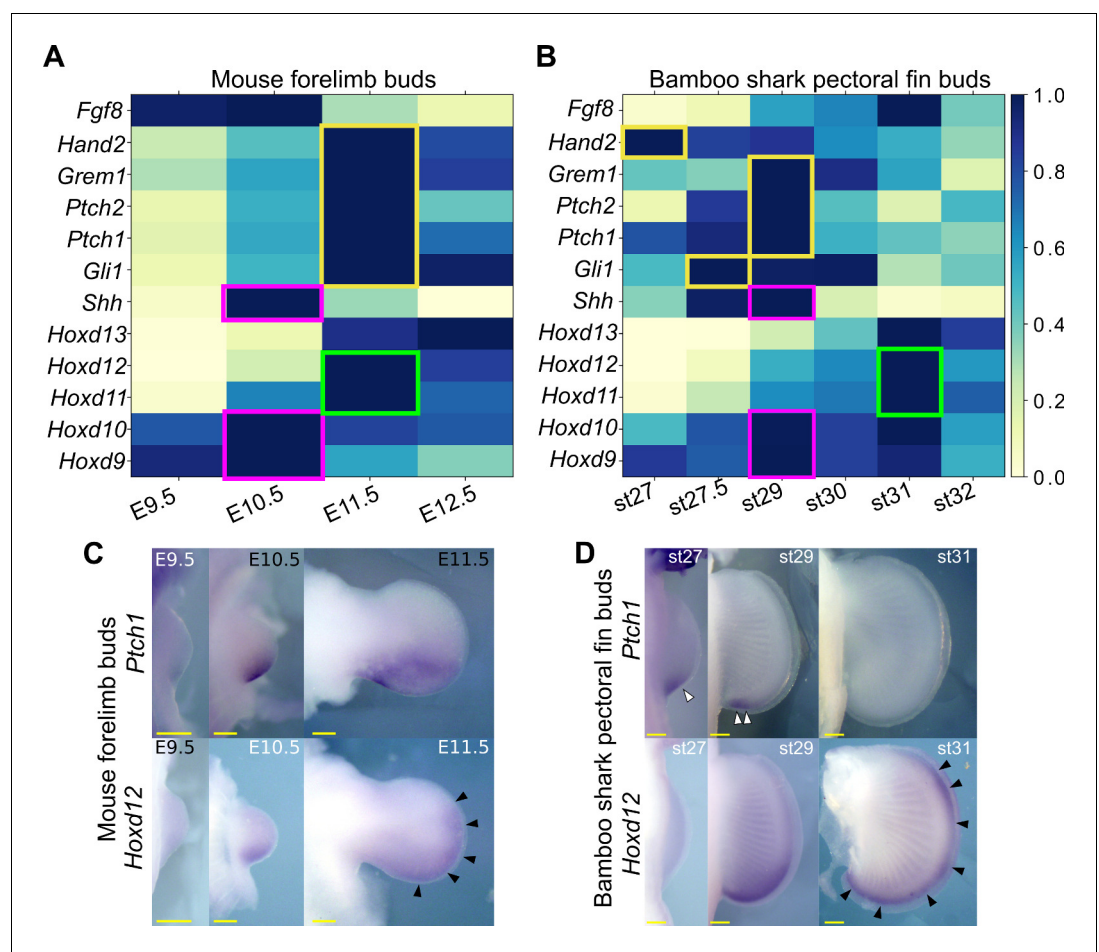 A
Mouse forelimb buds
Fgf8
Hand2
Grem1
Ptch2
Ptch1
Gli1
Shh
Hoxd13
Hoxd12
Hoxd11
Hoxd10
Hoxd9
E9.5 E10.5 E11.5 E12.5
B
Bamboo shark pectoral fin buds
Fgf8
Hand2
Grem1
Ptch2
Ptch1
Gli1
Shh
Hoxd13
Hoxd12
Hoxd11
Hoxd10
Hoxd9
st27 st27.5 st29 st30 st31 st32
1.0
0.8
0.6
0.4
0.2
0.0
C
Mouse forelimb buds
Ptch1
E9.5 E10.5 E11.5
Hoxd12
E9.5 E10.5 E11.5
D
Bamboo shark pectoral fin buds
Ptch1
st27 st29 st31
Hoxd12
st27 st29 st31